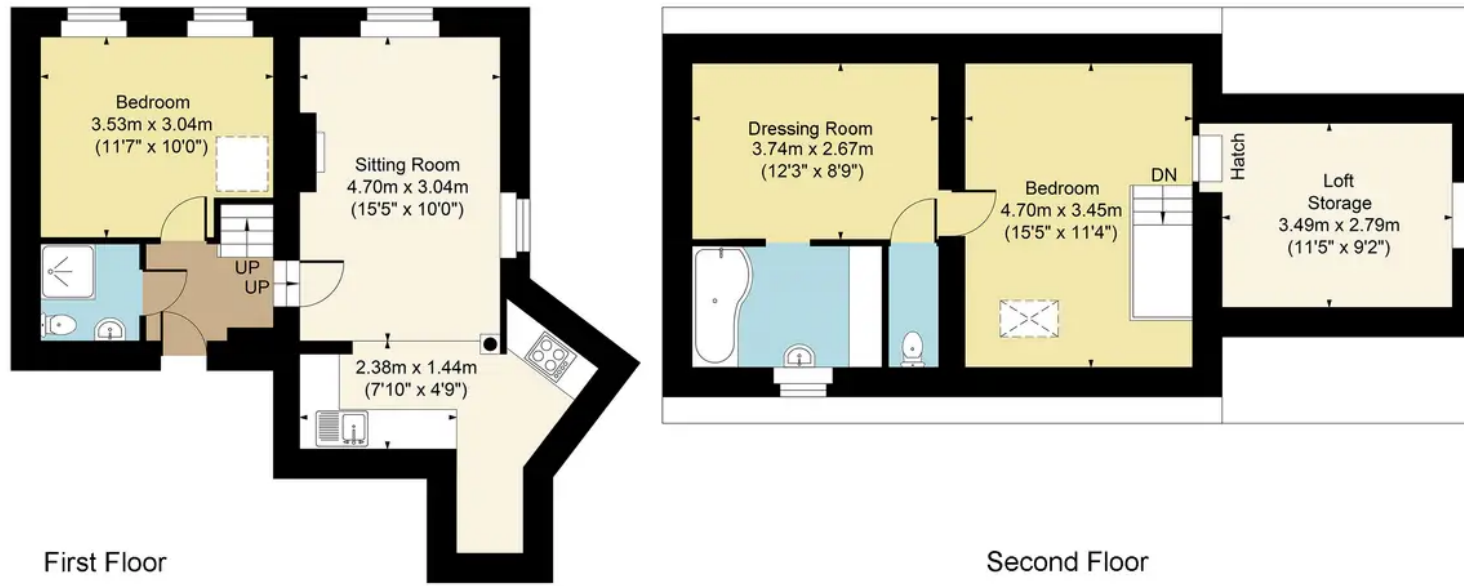 Bedroom
3.53m x 3.04m
(11'7" x 10'0")
Sitting Room
4.70m x 3.04m
(15'5" x 10'0")
UP
UP
2.38m x 1.44m
(7'10" x 4'9")
First Floor
Dressing Room
3.74m x 2.67m
(12'3" x 8'9")
Bedroom
4.70m x 3.45m
(15'5" x 11'4")
DN
Hatch
Loft
Storage
3.49m x 2.79m
(11'5" x 9'2")
Second Floor